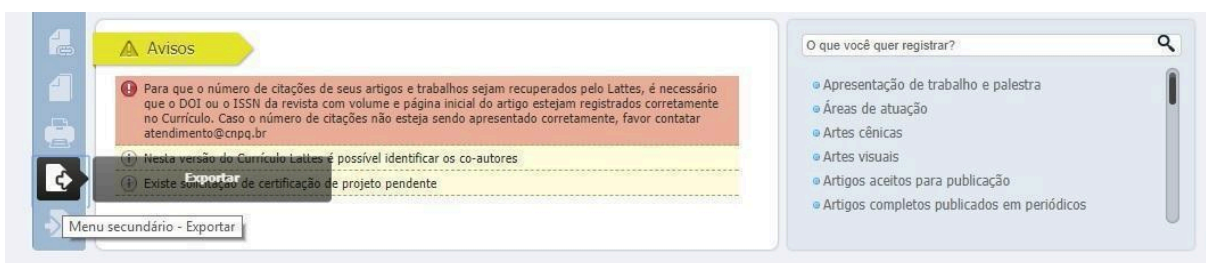 Avisos
Para que o número de citações de seus artigos e trabalhos sejam recuperados pelo Lattes, é necessário
que o DOI ou o ISSN da revista com volume e página inicial do artigo estejam registrados corretamente
no Currículo. Caso o número de citações não esteja sendo apresentado corretamente, favor contatar
atendimento@cnpq.br
Nesta versão do Currículo Lattes é possível identificar os co-autores
Exportar
Existe solicitação de certificação de projeto pendente
Menu secundário - Exportar
O que você quer registrar?
Apresentação de trabalho e palestra
Áreas de atuação
Artes cênicas
Artes visuais
Artigos aceitos para publicação
Artigos completos publicados em periódicos